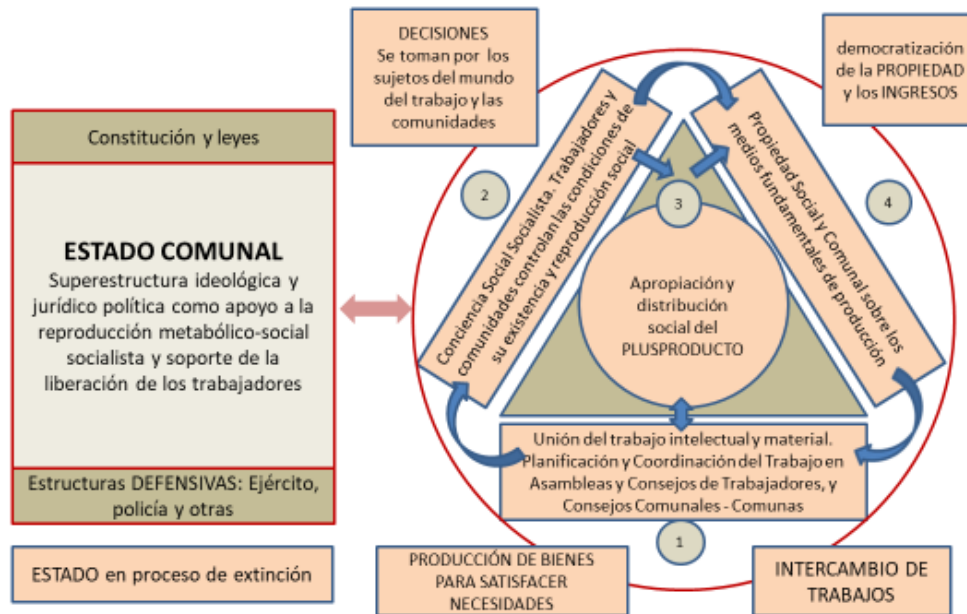 Constitución y leyes
ESTADO COMUNAL
Superestructura ideológica y
jurídico política como apoyo a la
reproducción metabólico-social
socialista y soporte de la
liberación de los trabajadores
Estructuras DEFENSIVAS: Ejército,
policía y otras
ESTADO en proceso de extinción
DECISIONES
Se toman por los
sujetos del mundo
del trabajo y las
comunidades
democratización
de la PROPIEDAD
y los INGRESOS
2
Conciencia Social Socialista. Trabajadores y
comunidades controlan las condiciones de
su existencia y reproducción social
3
Apropiación y
distribución
social del
PLUSPRODUCTO
Propiedad Social y Comunal sobre los
medios fundamentales de producción
4
Unión del trabajo intelectual y material.
Planificación y Coordinación del Trabajo en
Asambleas y Consejos de Trabajadores, y
Consejos Comunales - Comunas
1
PRODUCCIÓN DE BIENES
PARA SATISFACER
NECESIDADES
INTERCAMBIO DE
TRABAJOS